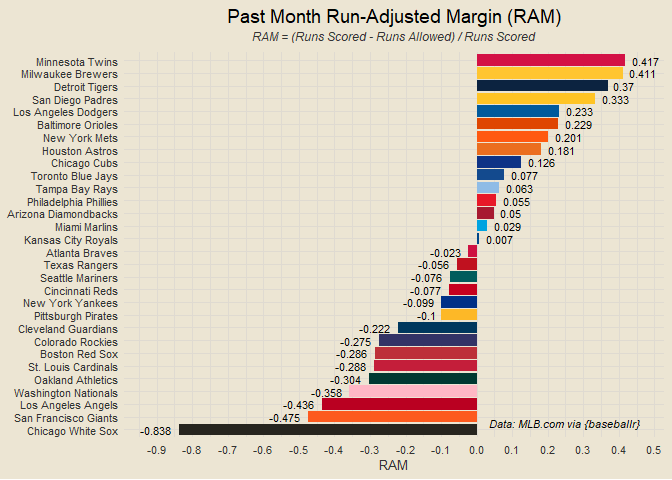 Past Month Run-Adjusted Margin (RAM)
RAM = (Runs Scored - Runs Allowed) / Runs Scored
Minnesota Twins 0.417
Milwaukee Brewers 0.411
Detroit Tigers 0.37
San Diego Padres 0.333
Los Angeles Dodgers 0.233
Baltimore Orioles 0.229
New York Mets 0.201
Houston Astros 0.181
Chicago Cubs 0.126
Toronto Blue Jays 0.077
Tampa Bay Rays 0.063
Philadelphia Phillies 0.055
Arizona Diamondbacks 0.05
Miami Marlins 0.029
Kansas City Royals 0.007
Atlanta Braves -0.023
Texas Rangers -0.056
Seattle Mariners -0.076
Cincinnati Reds -0.077
New York Yankees -0.099
Pittsburgh Pirates -0.1
Cleveland Guardians -0.222
Colorado Rockies -0.275
Boston Red Sox -0.286
St. Louis Cardinals -0.288
Oakland Athletics -0.304
Washington Nationals -0.358
Los Angeles Angels -0.436
San Francisco Giants -0.475
Chicago White Sox -0.838
Data: MLB.com via {baseballr}
-0.9 -0.8 -0.7 -0.6 -0.5 -0.4 -0.3 -0.2 -0.1 0.0 0.1 0.2 0.3 0.4 0.5
RAM